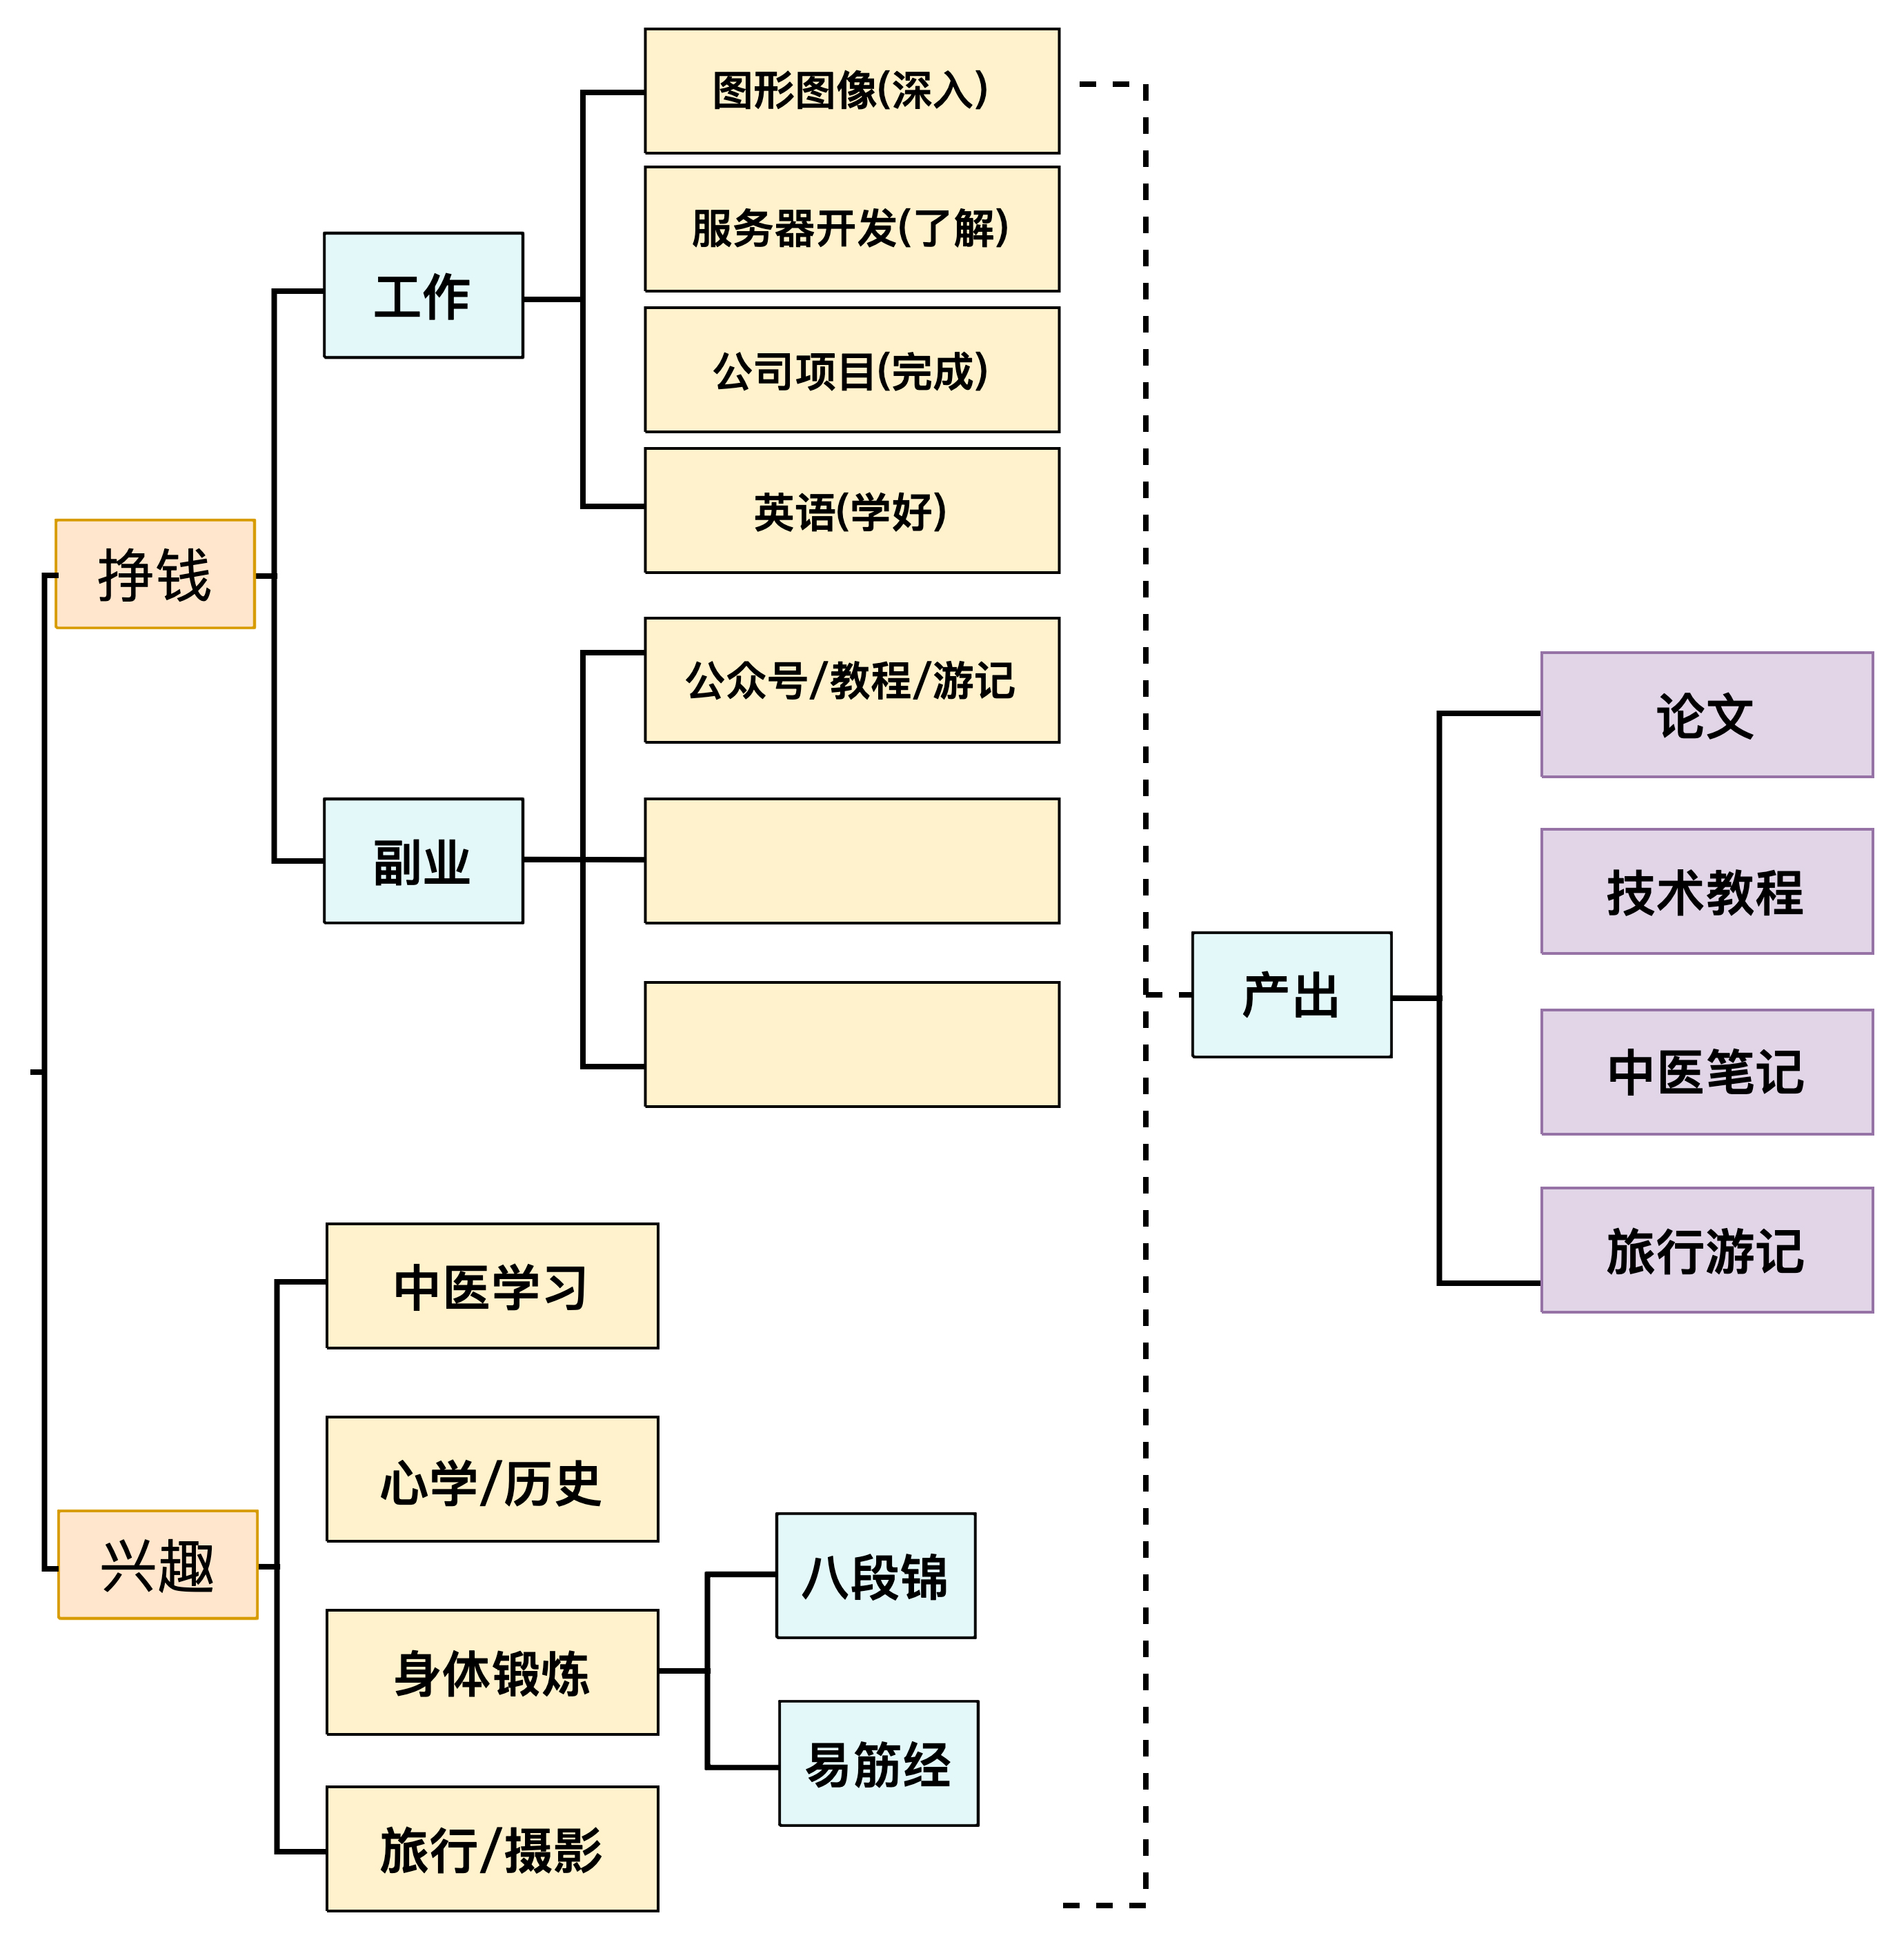 图形图像(深入)
服务器开发(了解)
工作
公司项目(完成)
英语(学好)
挣钱
公众号/教程/游记
副业
论文
技术教程
产出
中医笔记
旅行游记
中医学习
心学/历史
兴趣
八段锦
身体锻炼
易筋经
旅行/摄影